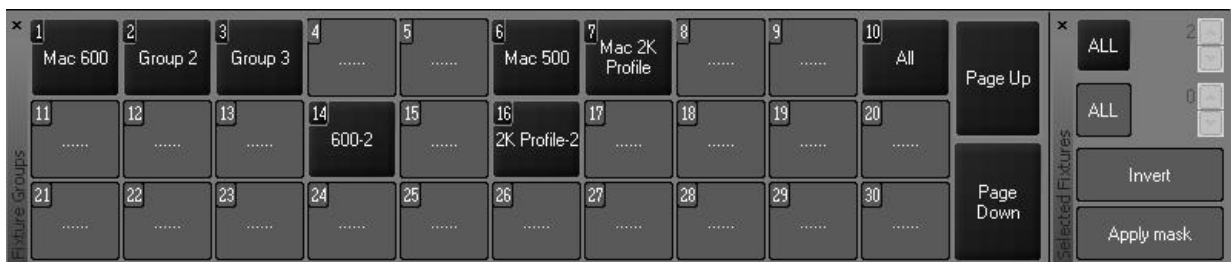 ×
1 2 3 4 5 6 7 8 9 10
Mac 600 Group 2 Group 3 ...... ...... Mac 500 Mac 2K Profile ...... ...... All
11 12 13 14 15 16 17 18 19 20
...... ...... ...... 600-2 ...... 2K Profile-2 ...... ...... ...... ......
21 22 23 24 25 26 27 28 29 30
...... ...... ...... ...... ...... ...... ...... ...... ...... ......
Fixture Groups
Page Up
Page
Down
×
ALL 2
ALL 0
Invert
Apply mask
Selected Fixtures